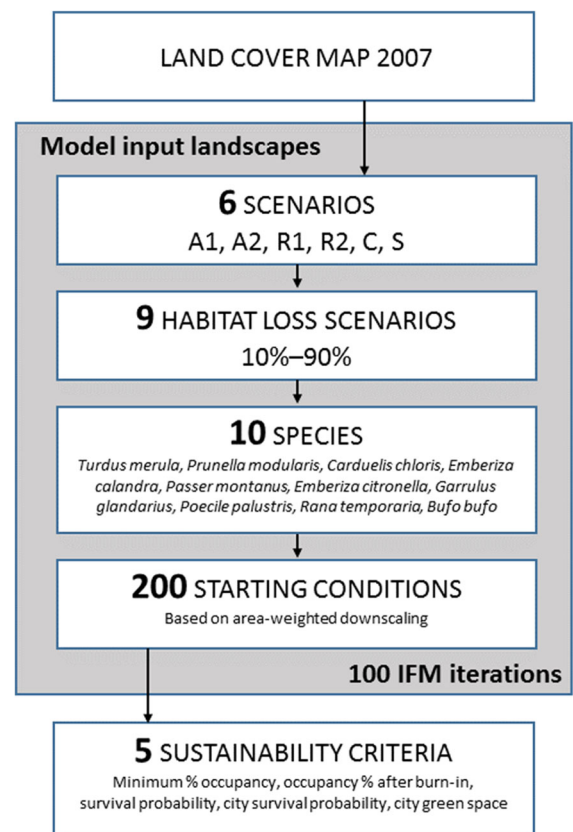 LAND COVER MAP 2007
Model input landscapes
6 SCENARIOS
A1, A2, R1, R2, C, S
9 HABITAT LOSS SCENARIOS
10%–90%
10 SPECIES
Turdus merula, Prunella modularis, Carduelis chloris, Emberiza
calandra, Passer montanus, Emberiza citronella, Garrulus
glandarius, Poecile palustris, Rana temporaria, Bufo bufo
200 STARTING CONDITIONS
Based on area-weighted downscaling
100 IFM iterations
5 SUSTAINABILITY CRITERIA
Minimum % occupancy, occupancy % after burn-in,
survival probability, city survival probability, city green space